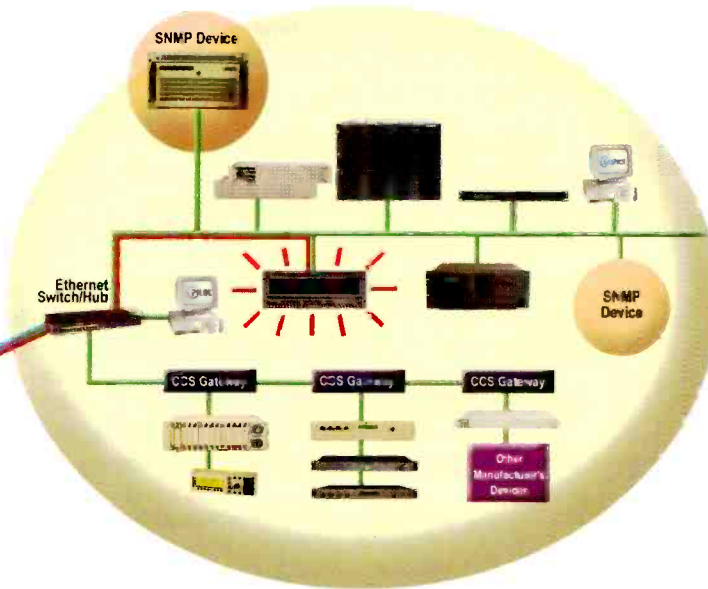 SNMP Device
Ethernet
Switch/Hub
SNMP
Device
CCS Gateway
CCS Gateway
CCS Gateway
Other
Manufacturer's
Devices